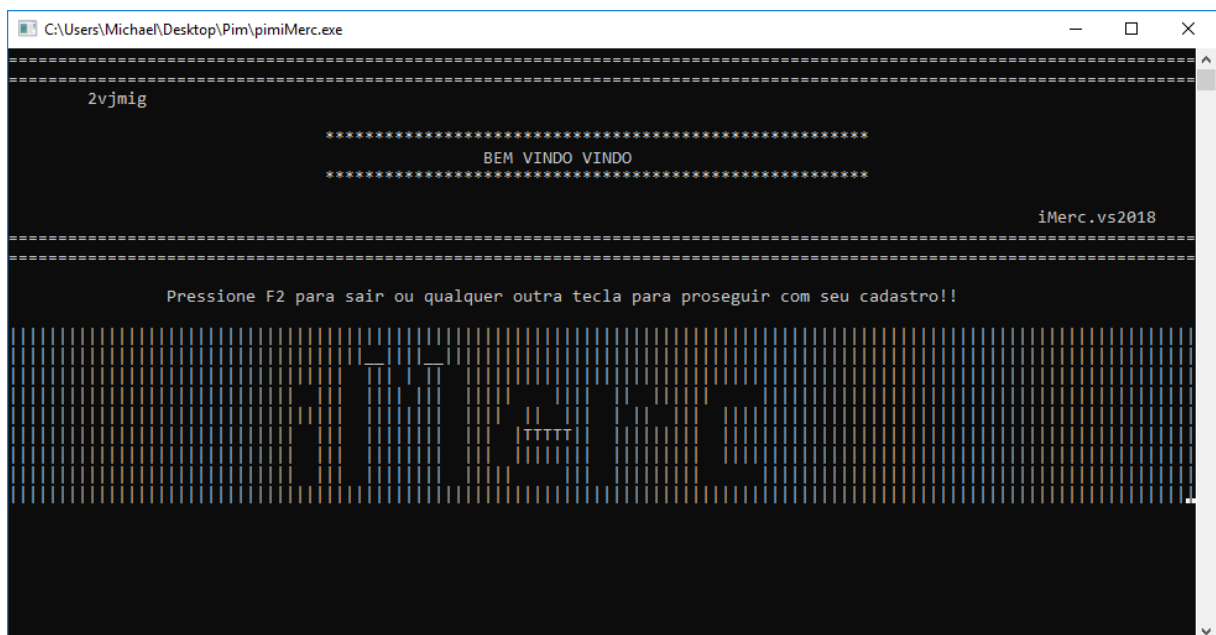 C:\Users\Michael\Desktop\Pim\pimiMerc.exe
2vjmig
*******************************************************
BEM VINDO VINDO
*******************************************************
iMerc.vs2018
Pressione F2 para sair ou qualquer outra tecla para proseguir com seu cadastro!!
iMerc